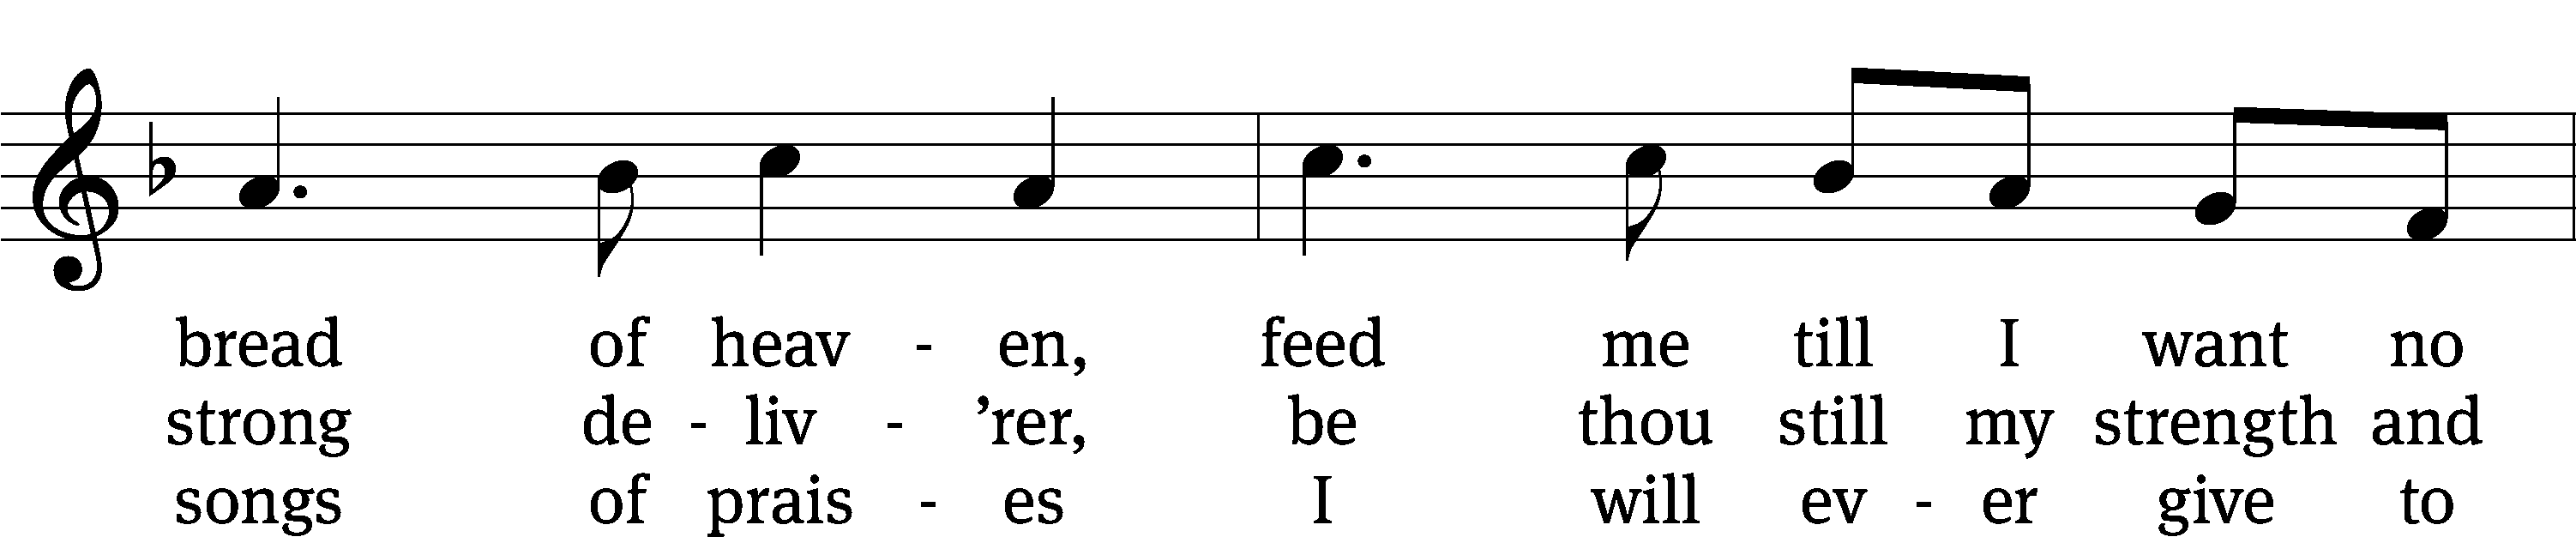 bread of heav - en, feed me till I want no
strong de - liv - ’rer, be thou still my strength and
songs of prais - es I will ev - er give to